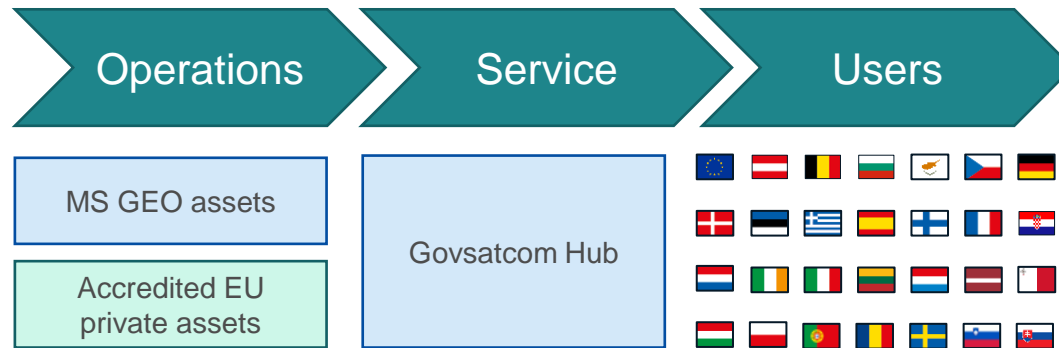 Operations
Service
Users
MS GEO assets
Govsatcom Hub
Accredited EU
private assets